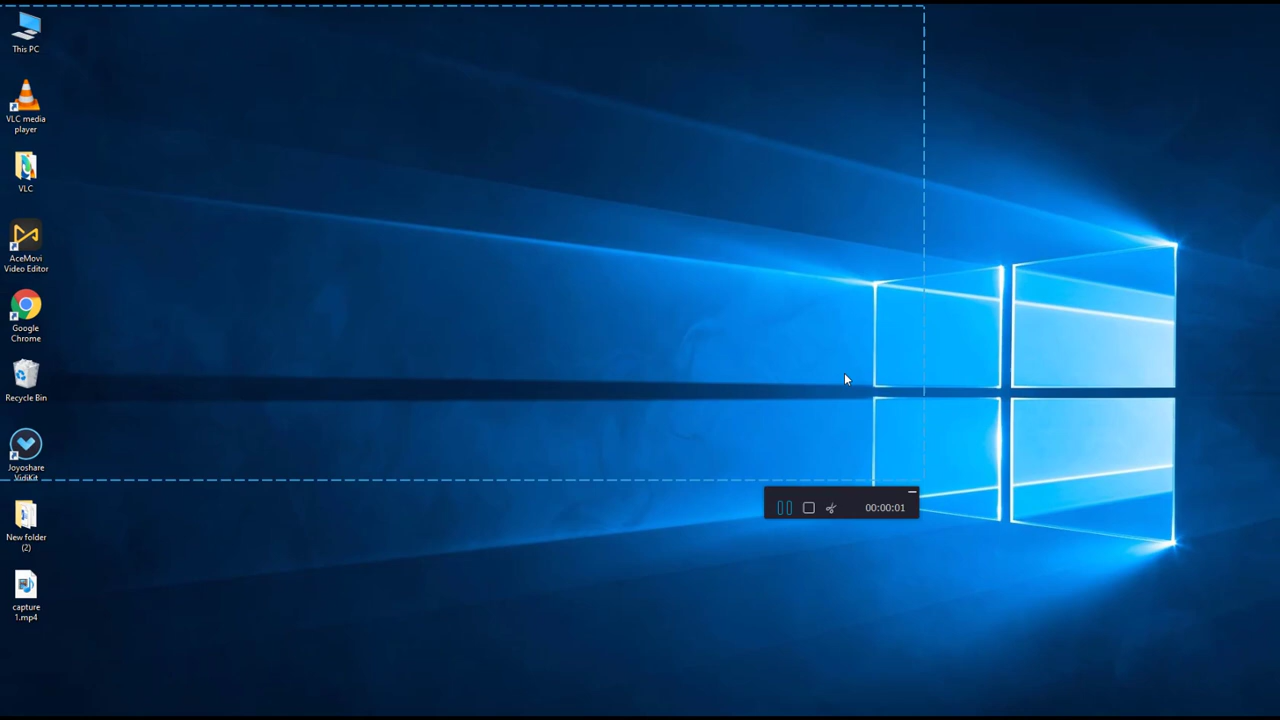 This PC
VLC media
player
VLC
AceMovi
Video Editor
Google
Chrome
Recycle Bin
Joyoshare
VidiKit
New folder
(2)
capture
1.mp4
00:00:01